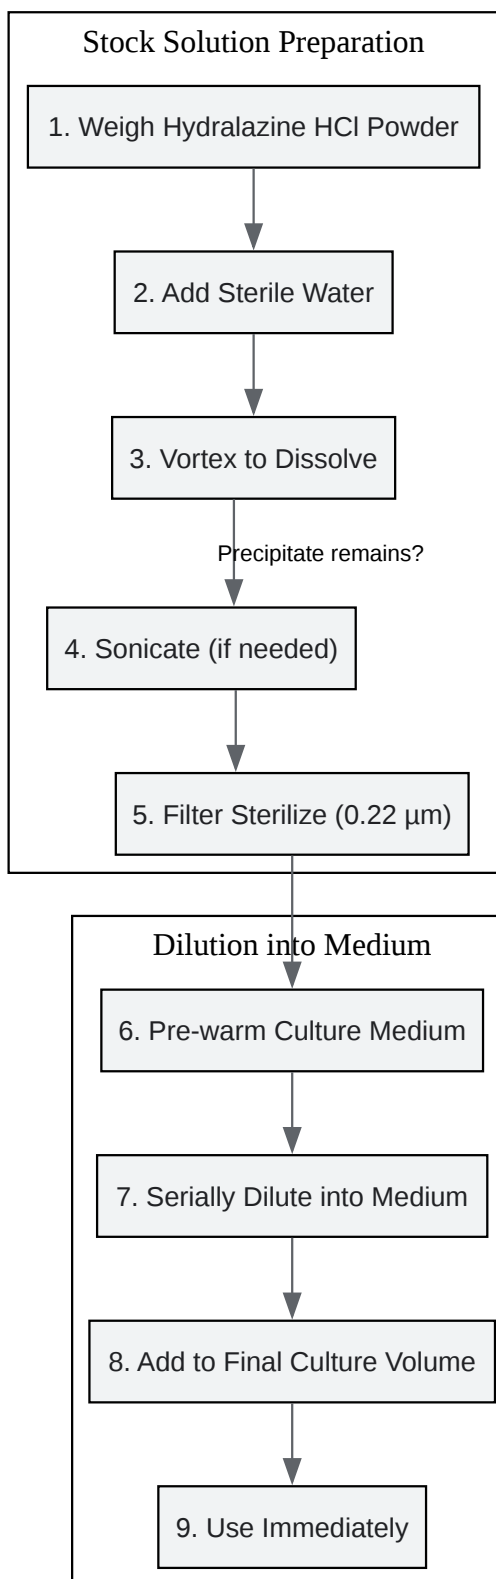 Stock Solution Preparation
1. Weigh Hydralazine HCl Powder
2. Add Sterile Water
3. Vortex to Dissolve
Precipitate remains?
4. Sonicate (if needed)
5. Filter Sterilize (0.22 µm)
Dilution into Medium
6. Pre-warm Culture Medium
7. Serially Dilute into Medium
8. Add to Final Culture Volume
9. Use Immediately